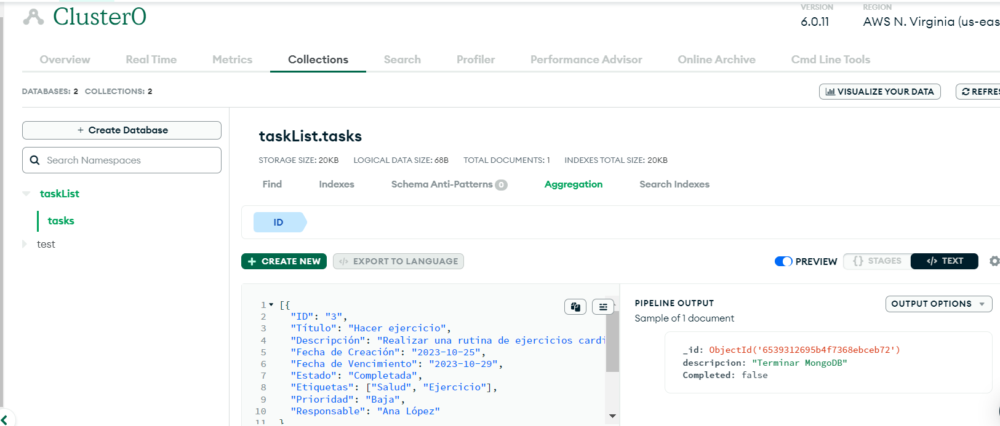 Cluster0
VERSION
6.0.11
REGION
AWS N. Virginia (us-eas
Overview
Real Time
Metrics
Collections
Search
Profiler
Performance Advisor
Online Archive
Cmd Line Tools
DATABASES: 2 COLLECTIONS: 2
VISUALIZE YOUR DATA
REFRES
+ Create Database
Search Namespaces
taskList
tasks
test
taskList.tasks
STORAGE SIZE: 20KB LOGICAL DATA SIZE: 68B TOTAL DOCUMENTS: 1 INDEXES TOTAL SIZE: 20KB
Find
Indexes
Schema Anti-Patterns 0
Aggregation
Search Indexes
ID
+ CREATE NEW
</> EXPORT TO LANGUAGE
PREVIEW
{} STAGES
</> TEXT
1 [{
2 "ID": "3",
3 "Título": "Hacer ejercicio",
4 "Descripción": "Realizar una rutina de ejercicios cardi
5 "Fecha de Creación": "2023-10-25",
6 "Fecha de Vencimiento": "2023-10-29",
7 "Estado": "Completada",
8 "Etiquetas": ["Salud", "Ejercicio"],
9 "Prioridad": "Baja",
10 "Responsable": "Ana López"
11 }
PIPELINE OUTPUT
Sample of 1 document
OUTPUT OPTIONS
_id: ObjectId('6539312695b4f7368ebceb72')
descripcion: "Terminar MongoDB"
Completed: false